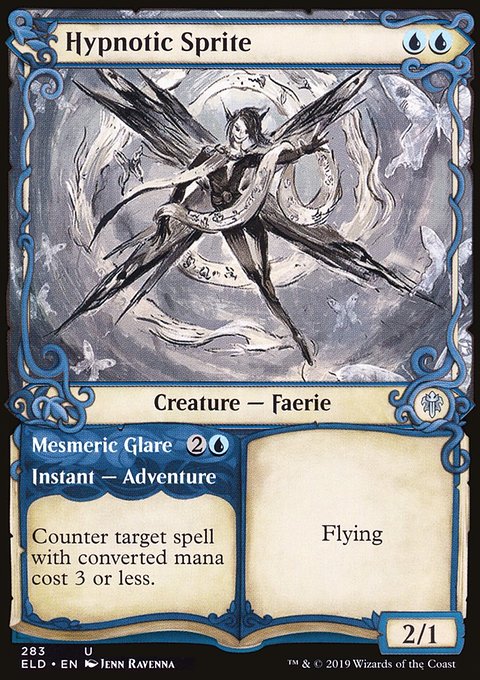 Hypnotic Sprite
Creature — Faerie
Mesmeric Glare 2
Instant — Adventure
Counter target spell
with converted mana
cost 3 or less.
Flying
2/1
283 U
ELD • EN Jenn Ravenna
™ & © 2019 Wizards of the Coast